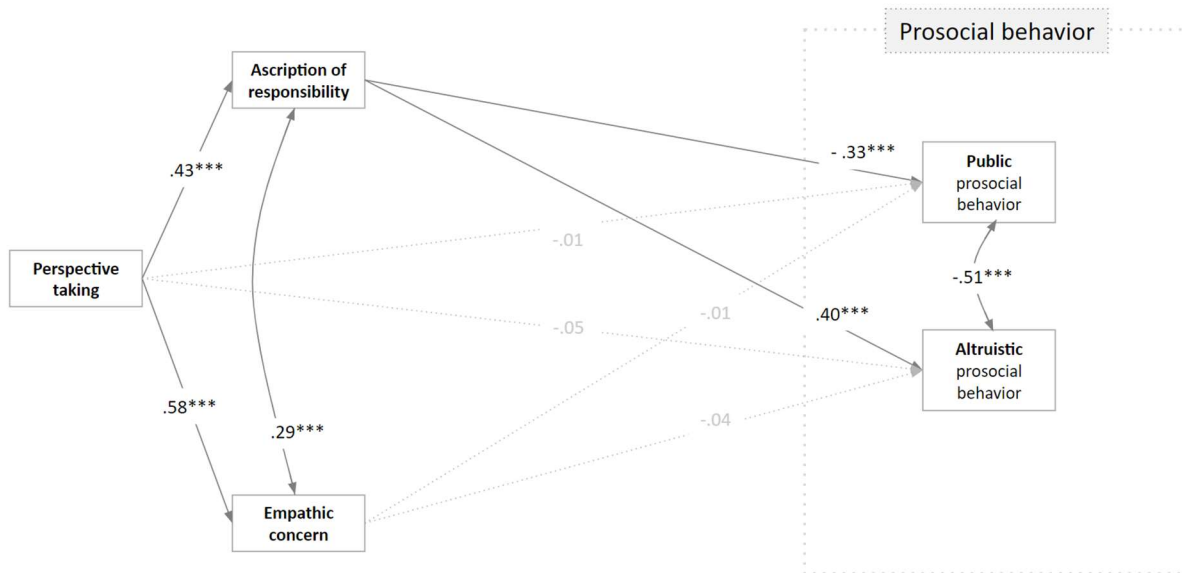 Prosocial behavior
Ascription of
responsibility
- .33***
Public
prosocial
behavior
.43***
-.01
Perspective
taking
-.51***
-.01
-.05
.40***
Altruistic
prosocial
behavior
.58***
.29***
-.04
Empathic
concern